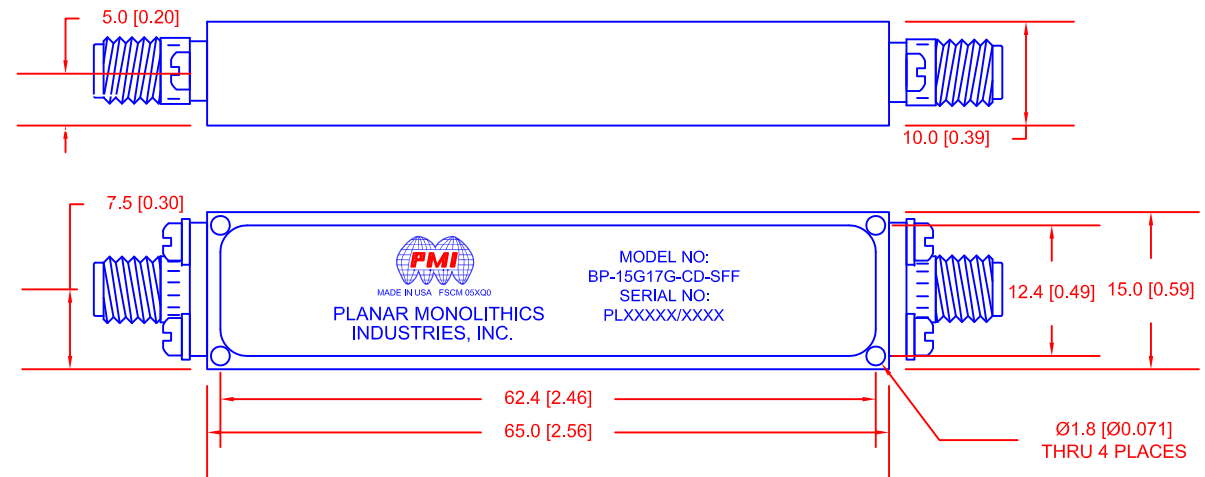 5.0 [0.20]
10.0 [0.39]
7.5 [0.30]
PMI
MADE IN USA FSCM 05XQ0
PLANAR MONOLITHICS
INDUSTRIES, INC.
MODEL NO:
BP-15G17G-CD-SFF
SERIAL NO:
PLXXXXX/XXXX
12.4 [0.49]
15.0 [0.59]
62.4 [2.46]
65.0 [2.56]
Ø1.8 [Ø0.071]
THRU 4 PLACES